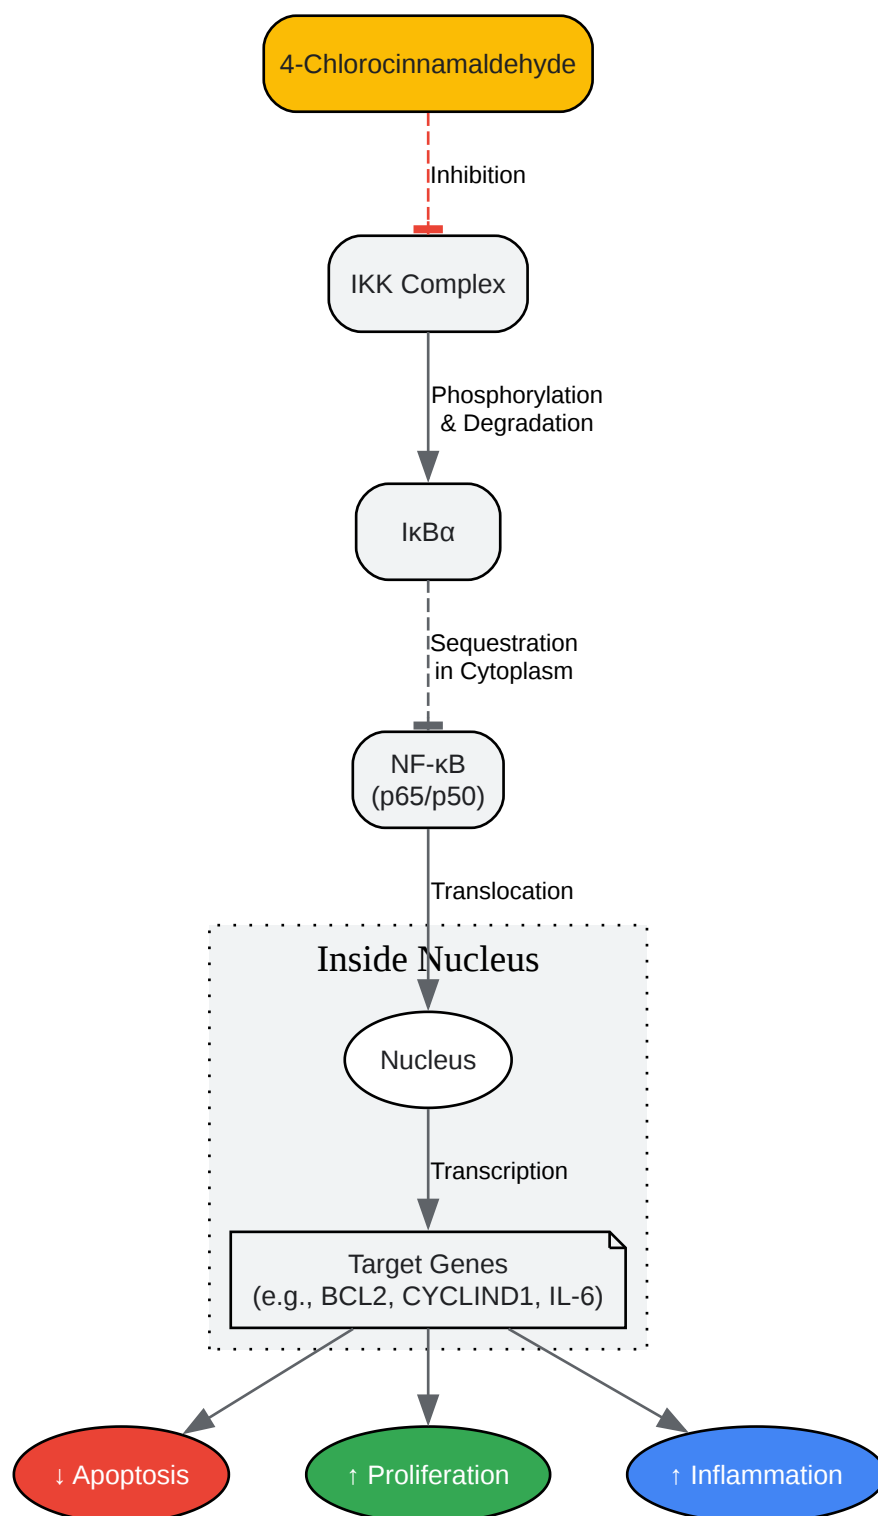 4-Chlorocinnamaldehyde
Inhibition
IKK Complex
Phosphorylation
& Degradation
IκBα
Sequestration
in Cytoplasm
NF-κB
(p65/p50)
Translocation
Inside Nucleus
Nucleus
Transcription
Target Genes
(e.g., BCL2, CYCLIND1, IL-6)
↓ Apoptosis
↑ Proliferation
↑ Inflammation